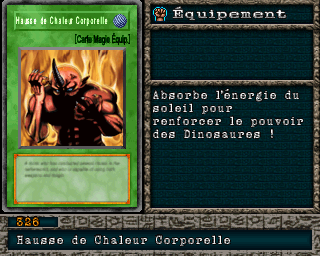 Hausse de Chaleur Corporelle
[Carte Magie Équip.]
Équipement
Absorbe l'énergie du
soleil pour
renforcer le pouvoir
des Dinosaures !
326
Hausse de Chaleur Corporelle